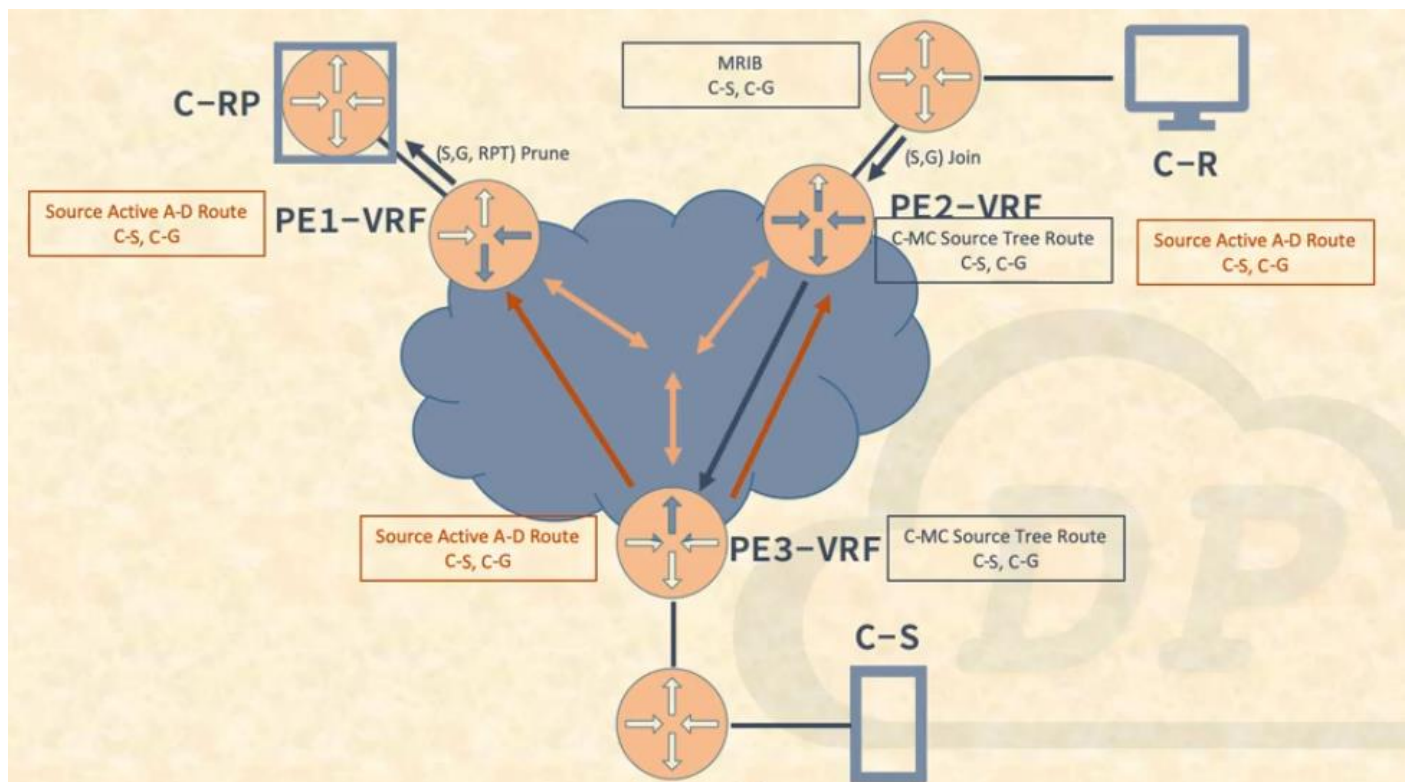 MRIB
C-S, C-G
C-RP
(S,G, RPT) Prune
(S,G) Join
C-R
Source Active A-D Route
C-S, C-G
PE1-VRF
PE2-VRF
C-MC Source Tree Route
C-S, C-G
Source Active A-D Route
C-S, C-G
Source Active A-D Route
C-S, C-G
PE3-VRF
C-MC Source Tree Route
C-S, C-G
C-S
DP